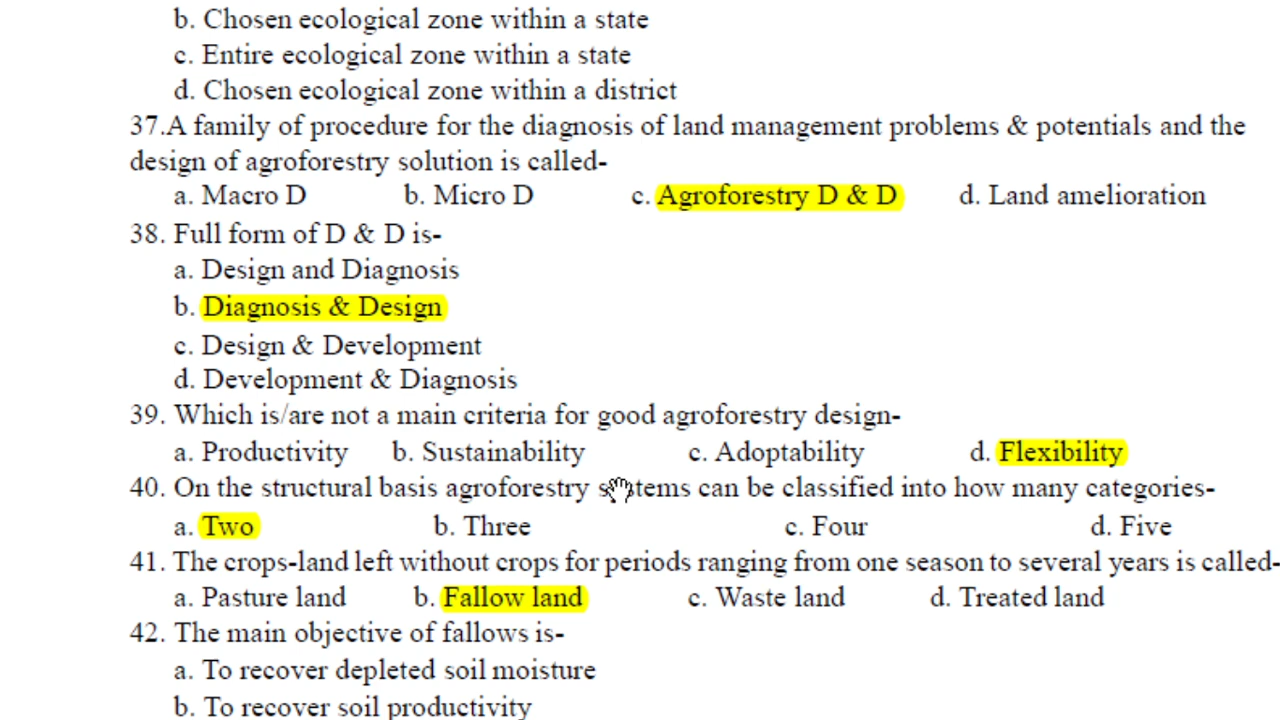 b. Chosen ecological zone within a state
c. Entire ecological zone within a state
d. Chosen ecological zone within a district
37.A family of procedure for the diagnosis of land management problems & potentials and the
design of agroforestry solution is called-
a. Macro D b. Micro D c. Agroforestry D & D d. Land amelioration
38. Full form of D & D is-
a. Design and Diagnosis
b. Diagnosis & Design
c. Design & Development
d. Development & Diagnosis
39. Which is/are not a main criteria for good agroforestry design-
a. Productivity b. Sustainability c. Adoptability d. Flexibility
40. On the structural basis agroforestry systems can be classified into how many categories-
a. Two b. Three c. Four d. Five
41. The crops-land left without crops for periods ranging from one season to several years is called-
a. Pasture land b. Fallow land c. Waste land d. Treated land
42. The main objective of fallows is-
a. To recover depleted soil moisture
b. To recover soil productivity